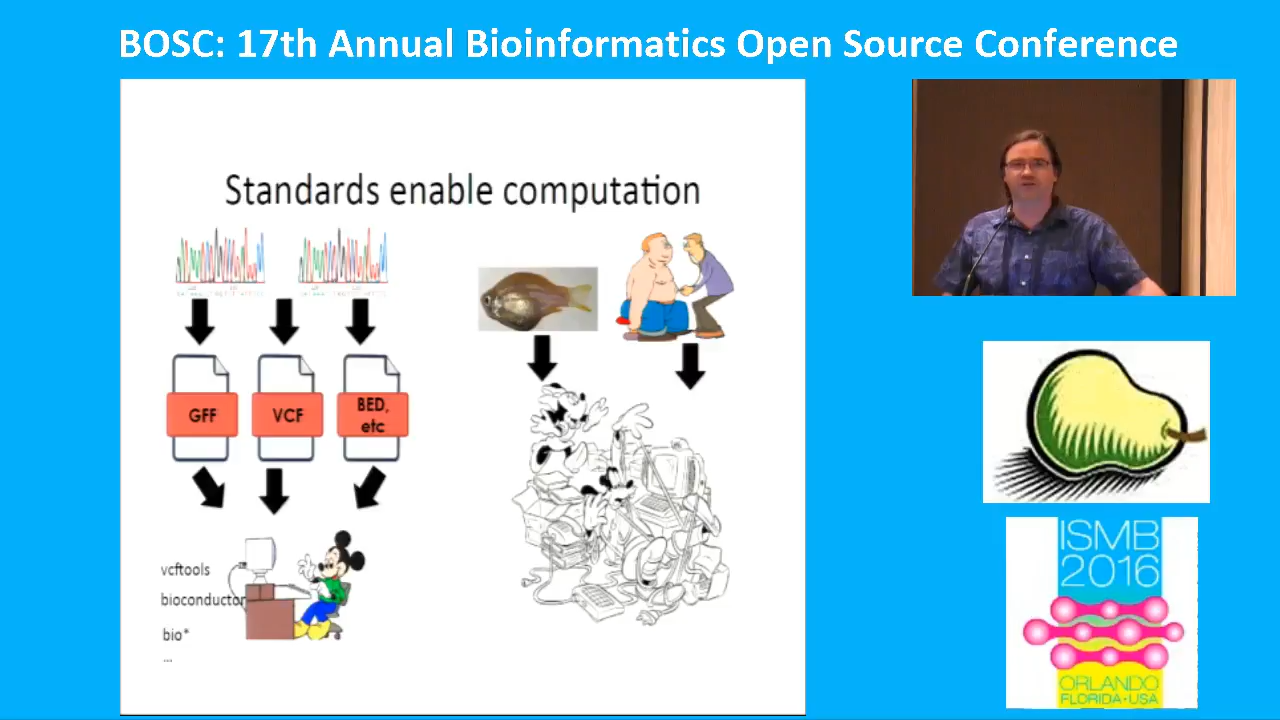 BOSC: 17th Annual Bioinformatics Open Source Conference
Standards enable computation
GFF
VCF
BED,
etc
vcftools
bioconductor
bio*
...
ISMB
2016
ORLANDO
FLORIDA • USA